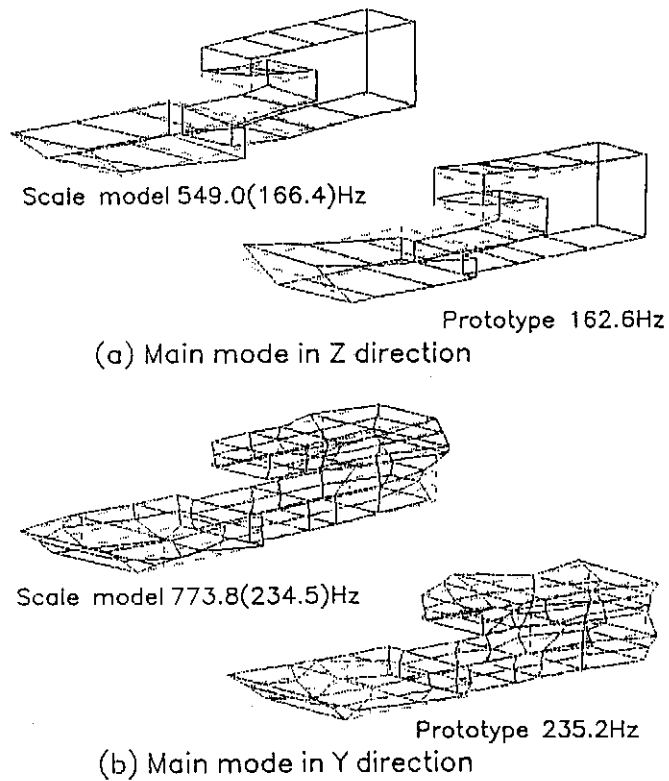 Scale model 549.0(166.4)Hz
Prototype 162.6Hz
(a) Main mode in Z direction
Scale model 773.8(234.5)Hz
Prototype 235.2Hz
(b) Main mode in Y direction